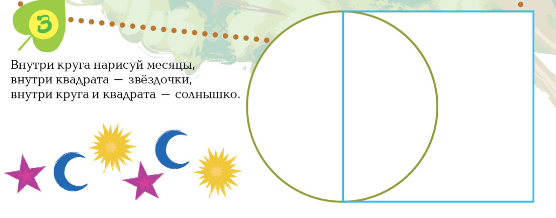 3
Внутри круга нарисуй месяцы,
внутри квадрата — звёздочки,
внутри круга и квадрата — солнышко.